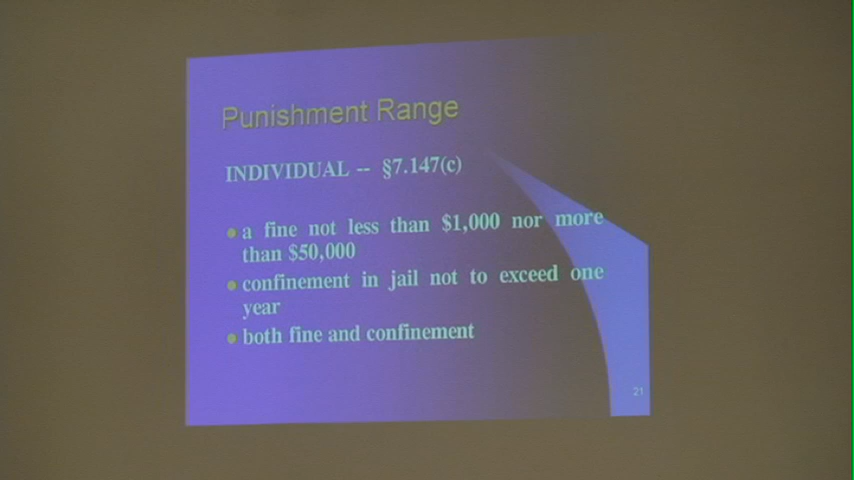 Punishment Range
INDIVIDUAL -- §7.147(c)
a fine not less than $1,000 nor more
than $50,000
confinement in jail not to exceed one
year
both fine and confinement
21